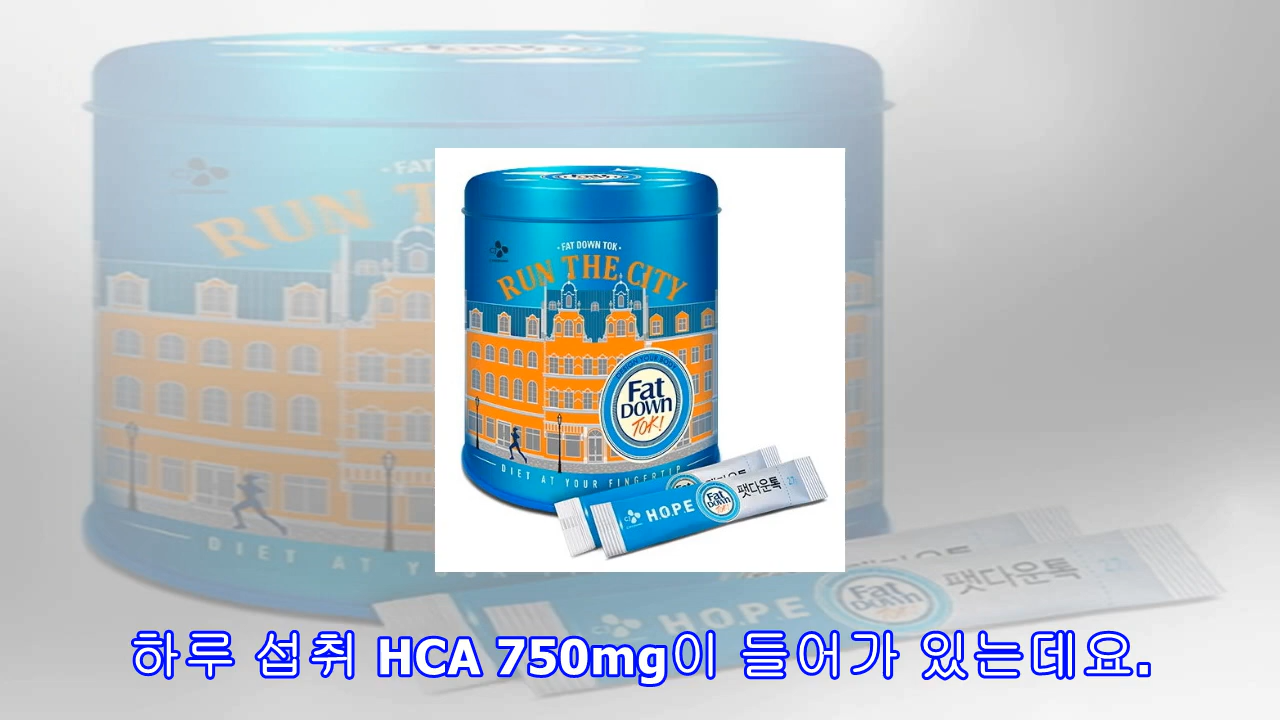 · FAT DOWN TOK ·
RUN THE CITY
Fat
DOWN
TOK!
DIET AT YOUR FINGERTIP
H.O.P.E
Fat
DOWN
TOK!
팻다운톡
하루 섭취 HCA 750mg이 들어가 있는데요.